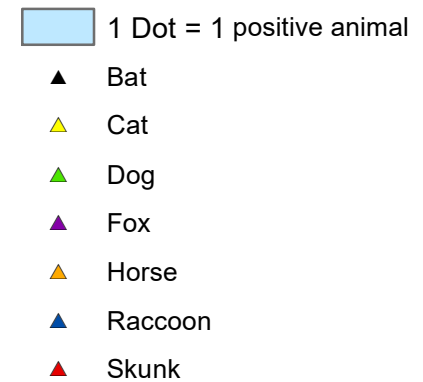 1 Dot = 1 positive animal
Bat
Cat
Dog
Fox
Horse
Raccoon
Skunk